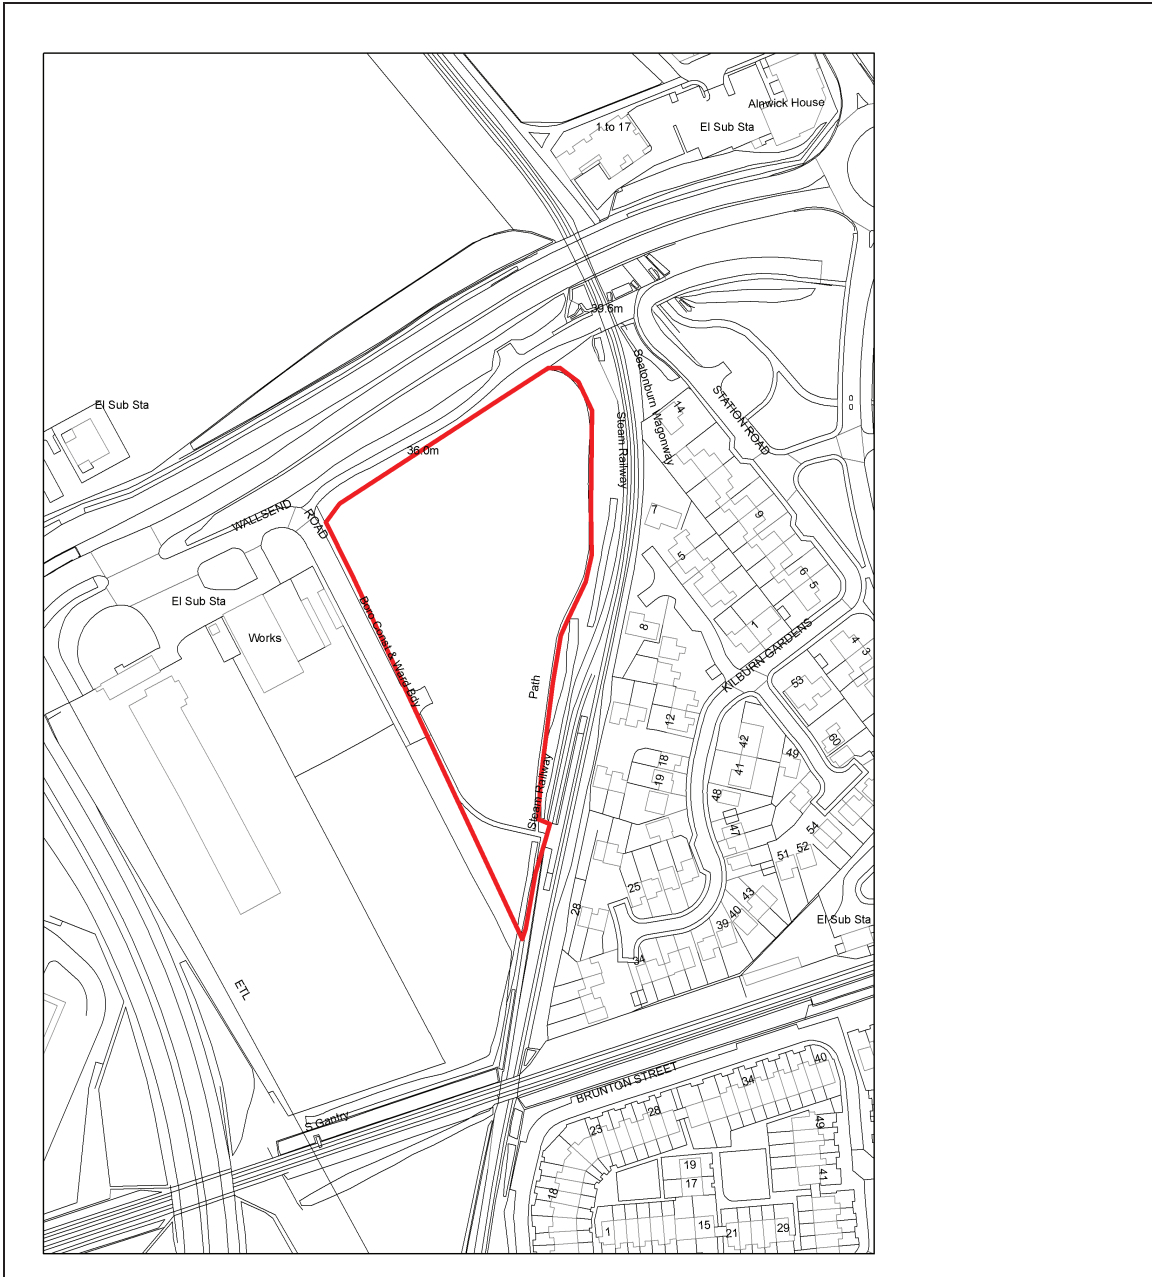 Alnwick House
1 to 17
El Sub Sta
39.6m
Seatonburn Wagonway
STATION ROAD
El Sub Sta
14
Steam Railway
36.0m
WALLSEND
ROAD
7
9
5
6
5
El Sub Sta
Boro Const & Ward Bdy
Works
8
1
KILBURN GARDENS
4
3
Path
53
12
42
60
49
41
18
19
48
Steam Railway
47
54
52
51
25
43
28
40
39
El Sub Sta
34
ETL
S Gantry
BRUNTON STREET
40
34
28
23
49
19
17
41
18
1
15
21
29